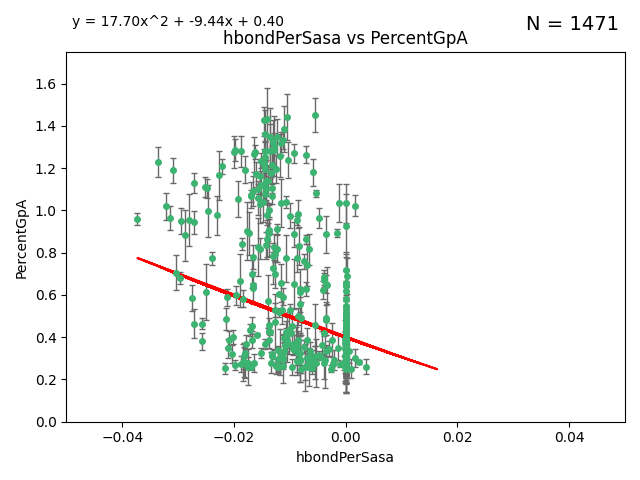 y = 17.70x^2 + -9.44x + 0.40
N = 1471
hbondPerSasa vs PercentGpA
1.6
1.4
1.2
1.0
0.8
0.6
0.4
0.2
0.0
PercentGpA
−0.04
−0.02
0.00
0.02
0.04
hbondPerSasa